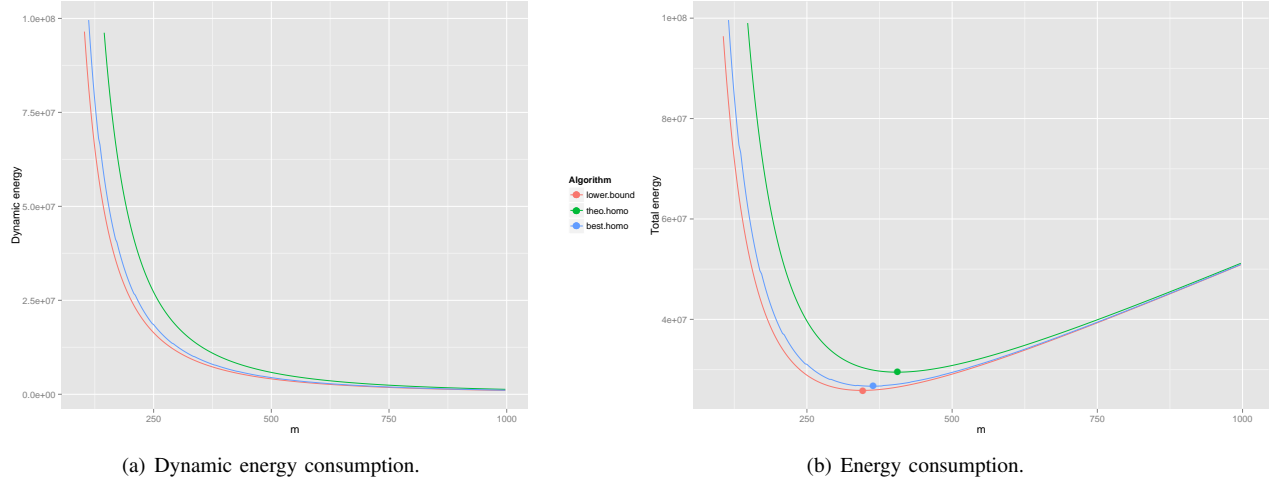 1.0e+08
7.5e+07
5.0e+07
2.5e+07
0.0e+00
Dynamic energy
250
500
750
1000
m
(a) Dynamic energy consumption.
Algorithm
lower.bound
theo.homo
best.homo
1e+08
8e+07
6e+07
4e+07
Total energy
250
500
750
1000
m
(b) Energy consumption.